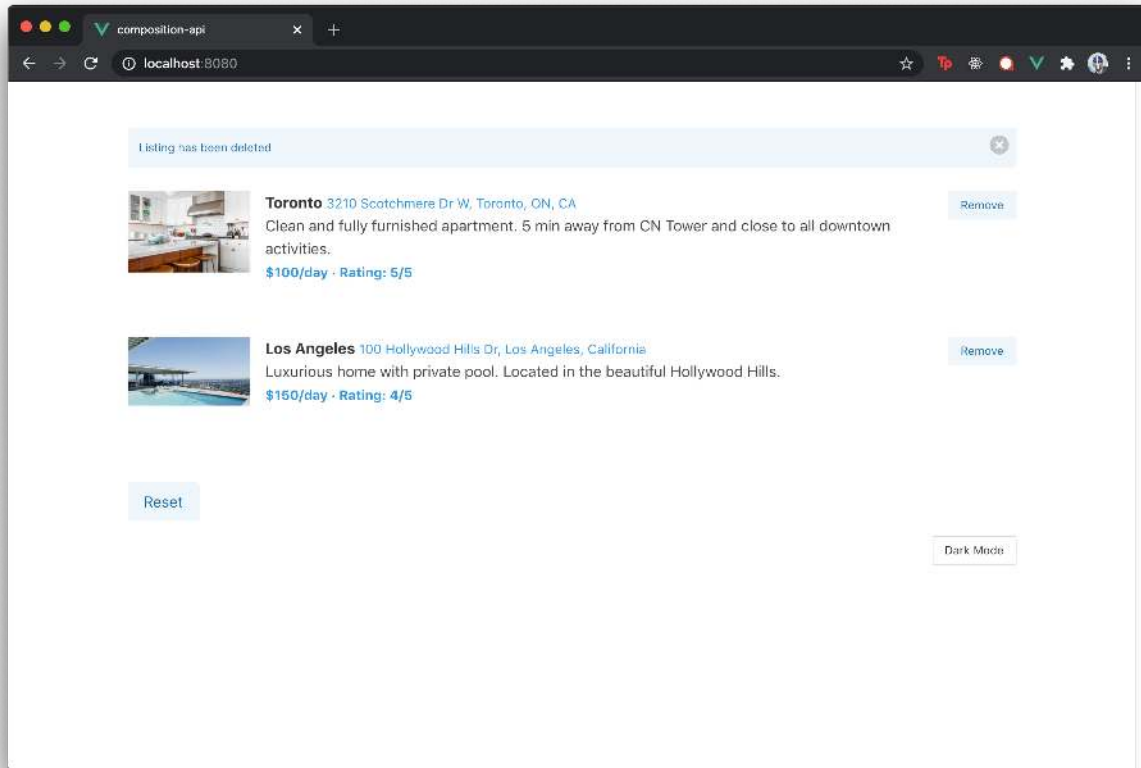 composition-api
localhost:8080
Tp
Listing has been deleted
Toronto 3210 Scotchmere Dr W, Toronto, ON, CA
Remove
Clean and fully furnished apartment. 5 min away from CN Tower and close to all downtown
activities.
$100/day · Rating: 5/5
Los Angeles 100 Hollywood Hills Dr, Los Angeles, California
Remove
Luxurious home with private pool. Located in the beautiful Hollywood Hills.
$150/day · Rating: 4/5
Reset
Dark Mode